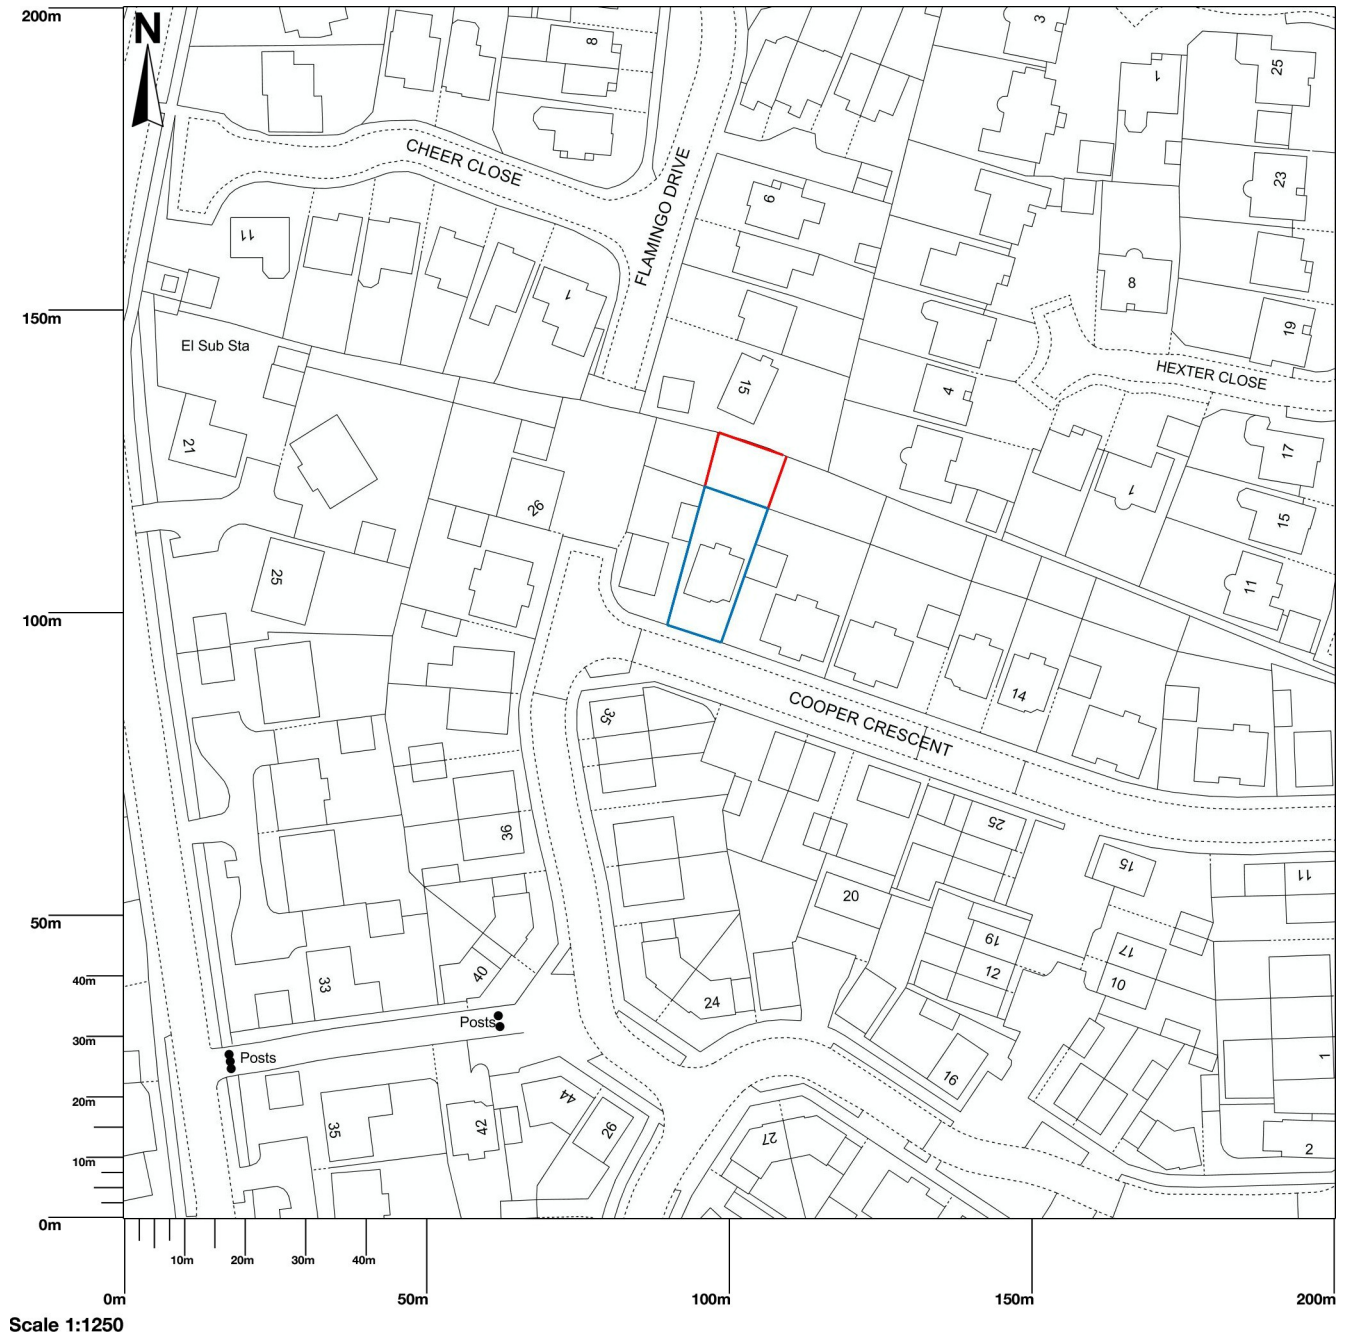 200m
N
3
8
1
25
CHEER CLOSE
FLAMINGO DRIVE
23
9
11
8
1
150m
19
El Sub Sta
HEXTER CLOSE
15
4
21
17
1
26
15
25
11
100m
14
35
COOPER CRESCENT
36
25
15
11
20
50m
19
17
40
12
10
40m
33
24
Posts
30m
Posts
1
16
20m
44
35
42
26
27
2
10m
0m
10m
20m
30m
40m
0m
50m
100m
150m
200m
Scale 1:1250